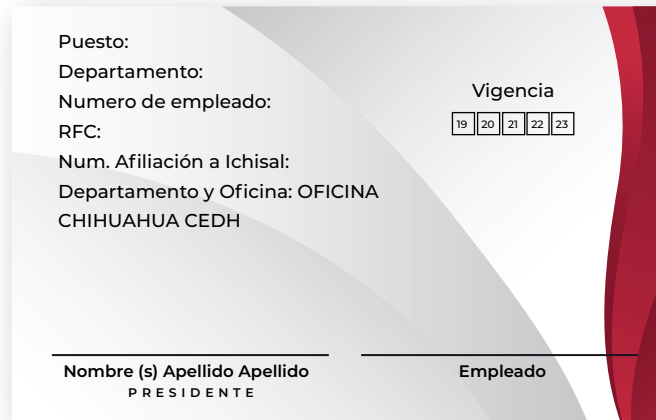 Puesto:
Departamento:
Numero de empleado:
RFC:
Num. Afiliación a Ichisal:
Departamento y Oficina: OFICINA
CHIHUAHUA CEDH
Vigencia
19 20 21 22 23
Nombre (s) Apellido Apellido
PRESIDENTE
Empleado